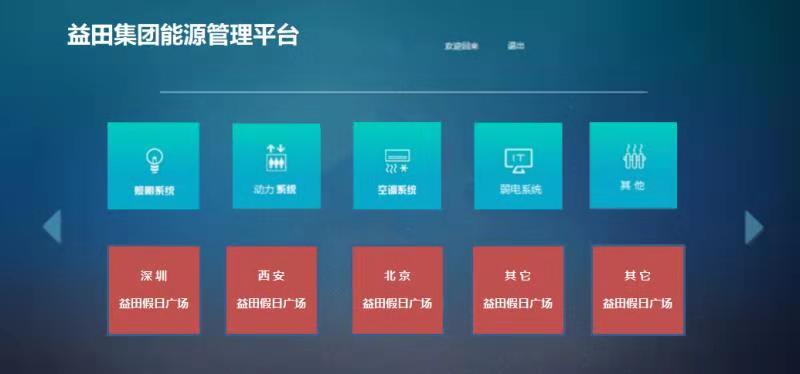 益田集团能源管理平台
欢迎回来 退出
照明系统 动力系统 空调系统 IT 弱电系统 其他
深圳 西安 北京 其它 其它
益田假日广场 益田假日广场 益田假日广场 益田假日广场 益田假日广场